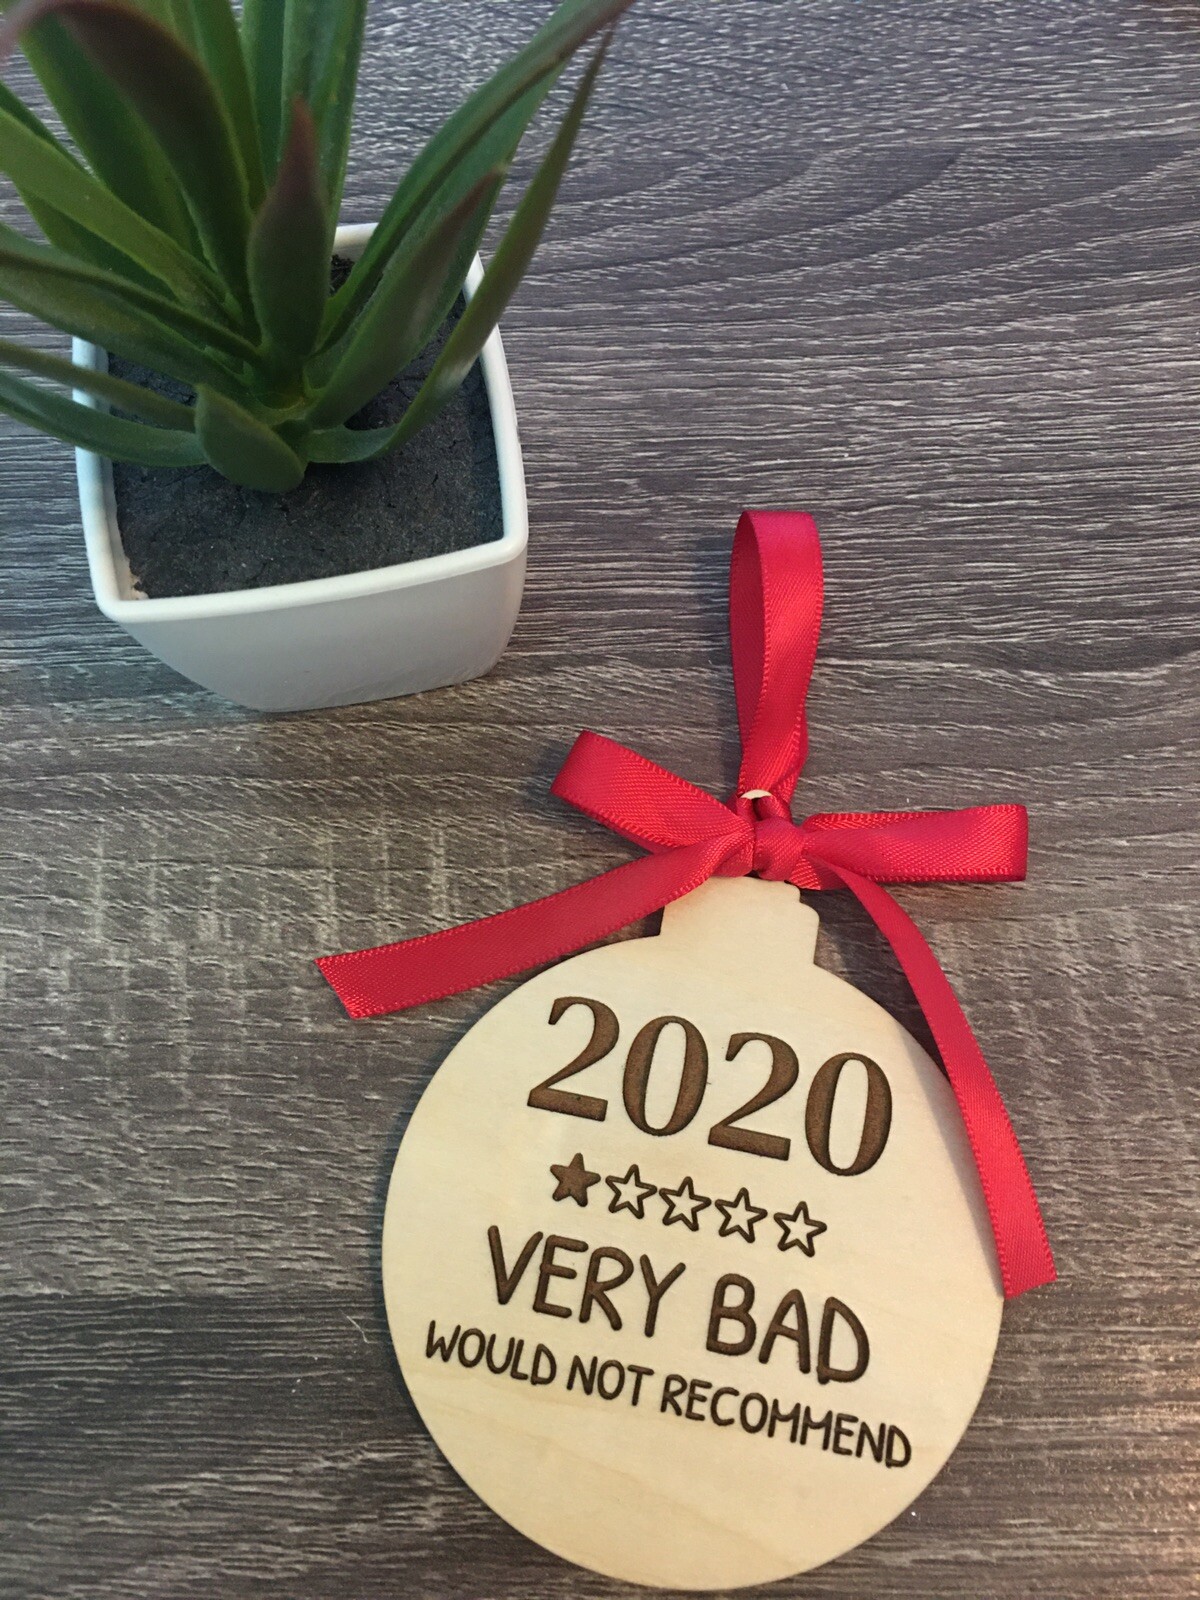 2020
★☆☆☆☆
VERY BAD
WOULD NOT RECOMMEND